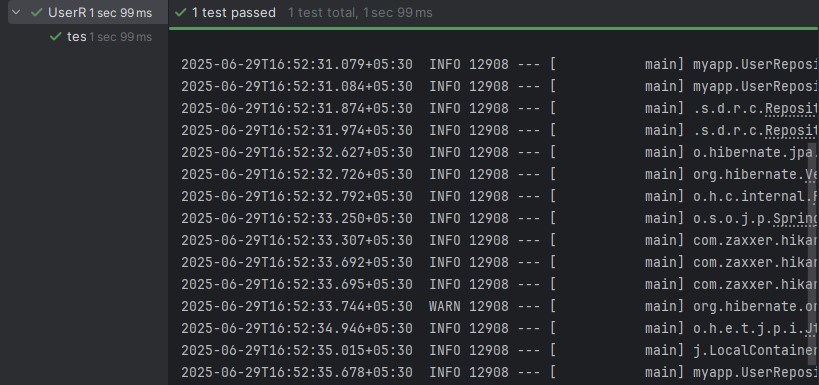 UserR 1 sec 99 ms
1 test passed 1 test total, 1 sec 99 ms
tes 1 sec 99 ms
2025-06-29T16:52:31.079+05:30  INFO 12908 --- [           main] myapp.UserReposi
2025-06-29T16:52:31.084+05:30  INFO 12908 --- [           main] myapp.UserReposi
2025-06-29T16:52:31.874+05:30  INFO 12908 --- [           main] .s.d.r.c.Reposit
2025-06-29T16:52:31.974+05:30  INFO 12908 --- [           main] .s.d.r.c.Reposit
2025-06-29T16:52:32.627+05:30  INFO 12908 --- [           main] o.hibernate.jpa.
2025-06-29T16:52:32.726+05:30  INFO 12908 --- [           main] org.hibernate.Ve
2025-06-29T16:52:32.792+05:30  INFO 12908 --- [           main] o.h.c.internal.R
2025-06-29T16:52:33.250+05:30  INFO 12908 --- [           main] o.s.o.j.p.Spring
2025-06-29T16:52:33.307+05:30  INFO 12908 --- [           main] com.zaxxer.hikar
2025-06-29T16:52:33.692+05:30  INFO 12908 --- [           main] com.zaxxer.hikar
2025-06-29T16:52:33.695+05:30  INFO 12908 --- [           main] com.zaxxer.hikar
2025-06-29T16:52:33.744+05:30  WARN 12908 --- [           main] org.hibernate.or
2025-06-29T16:52:34.946+05:30  INFO 12908 --- [           main] o.h.e.t.j.p.i.Jt
2025-06-29T16:52:35.015+05:30  INFO 12908 --- [           main] j.LocalContainer
2025-06-29T16:52:35.678+05:30  INFO 12908 --- [           main] myapp.UserReposi